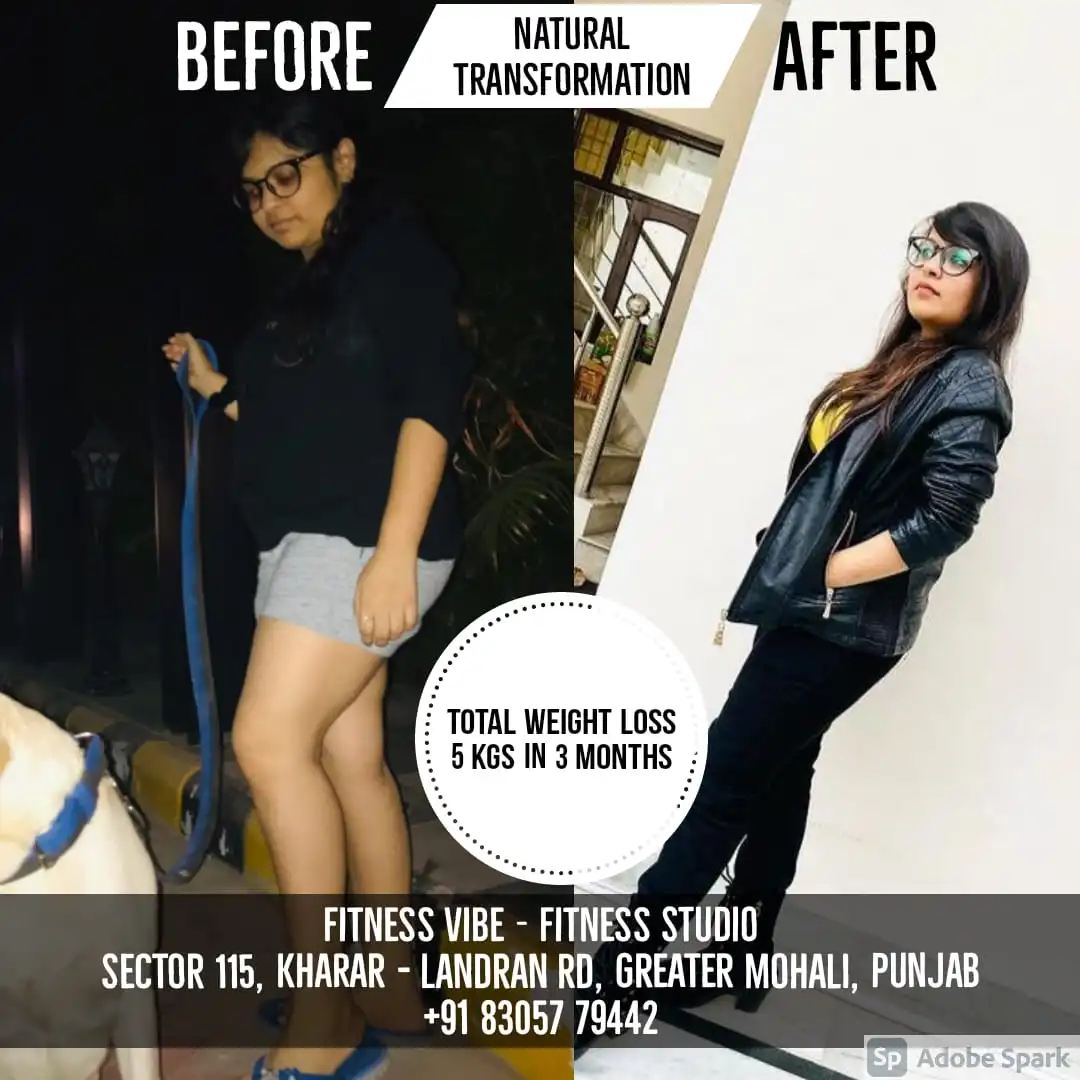 BEFORE
NATURAL
TRANSFORMATION
AFTER
TOTAL WEIGHT LOSS
5 KGS IN 3 MONTHS
FITNESS VIBE - FITNESS STUDIO
SECTOR 115, KHARAR - LANDRAN RD, GREATER MOHALI, PUNJAB
+91 83057 79442
Sp Adobe Spark